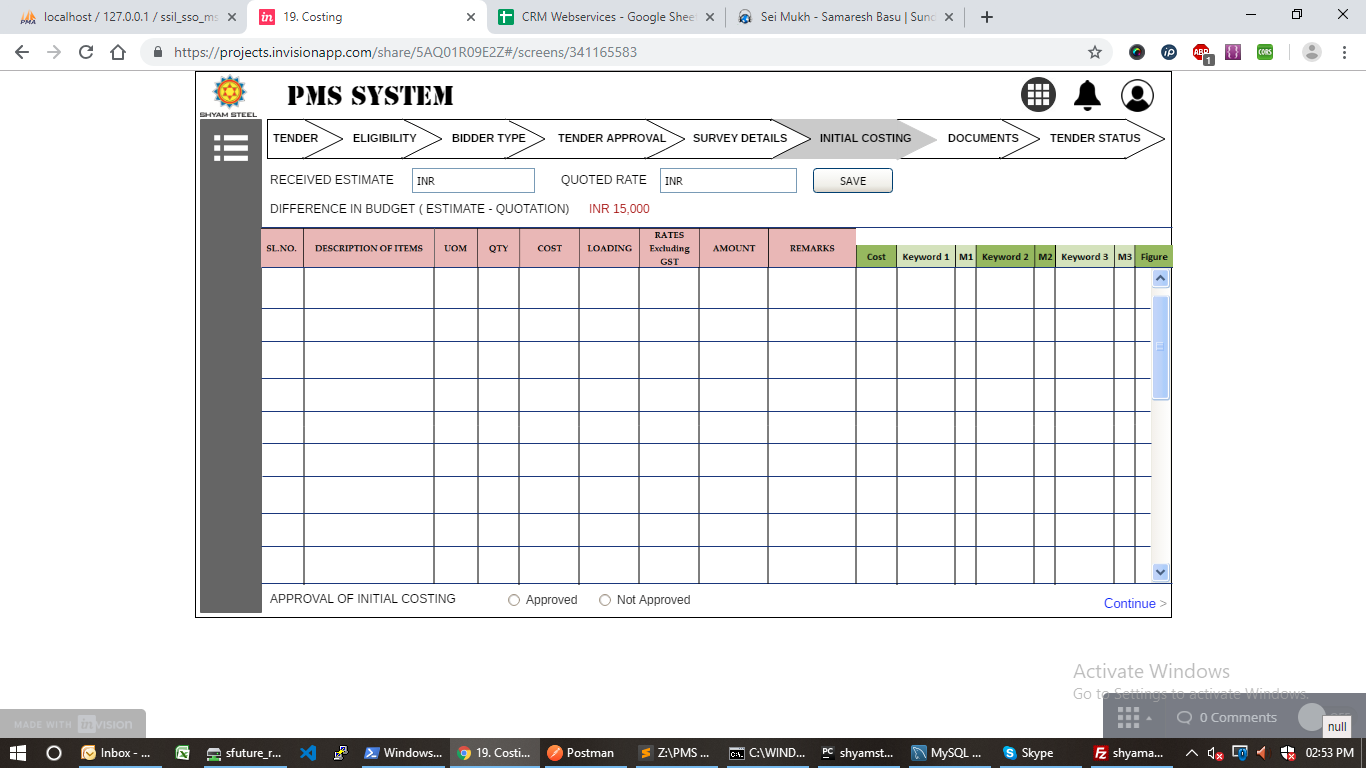 localhost / 127.0.0.1 / ssil_sso_ms
19. Costing
CRM Webservices - Google Sheet
Sei Mukh - Samaresh Basu | Sund
https://projects.invisionapp.com/share/5AQ01R09E2Z#/screens/341165583
ABP
1
CORS
SHYAM STEEL
PMS SYSTEM
TENDER
ELIGIBILITY
BIDDER TYPE
TENDER APPROVAL
SURVEY DETAILS
INITIAL COSTING
DOCUMENTS
TENDER STATUS
RECEIVED ESTIMATE
INR
QUOTED RATE
INR
SAVE
DIFFERENCE IN BUDGET ( ESTIMATE - QUOTATION)
INR 15,000
SL.NO.
DESCRIPTION OF ITEMS
UOM
QTY
COST
LOADING
RATES
Excluding
GST
AMOUNT
REMARKS
Cost
Keyword 1
M1
Keyword 2
M2
Keyword 3
M3
Figure
APPROVAL OF INITIAL COSTING
Approved
Not Approved
Continue >
Activate Windows
Go to Settings to activate Windows.
MADE WITH invision
0 Comments
null
Inbox - ...
sfuture_r...
Windows...
19. Costi...
Postman
Z:\PMS ...
C:\WIND...
shyamst...
MySQL ...
Skype
shyama...
02:53 PM